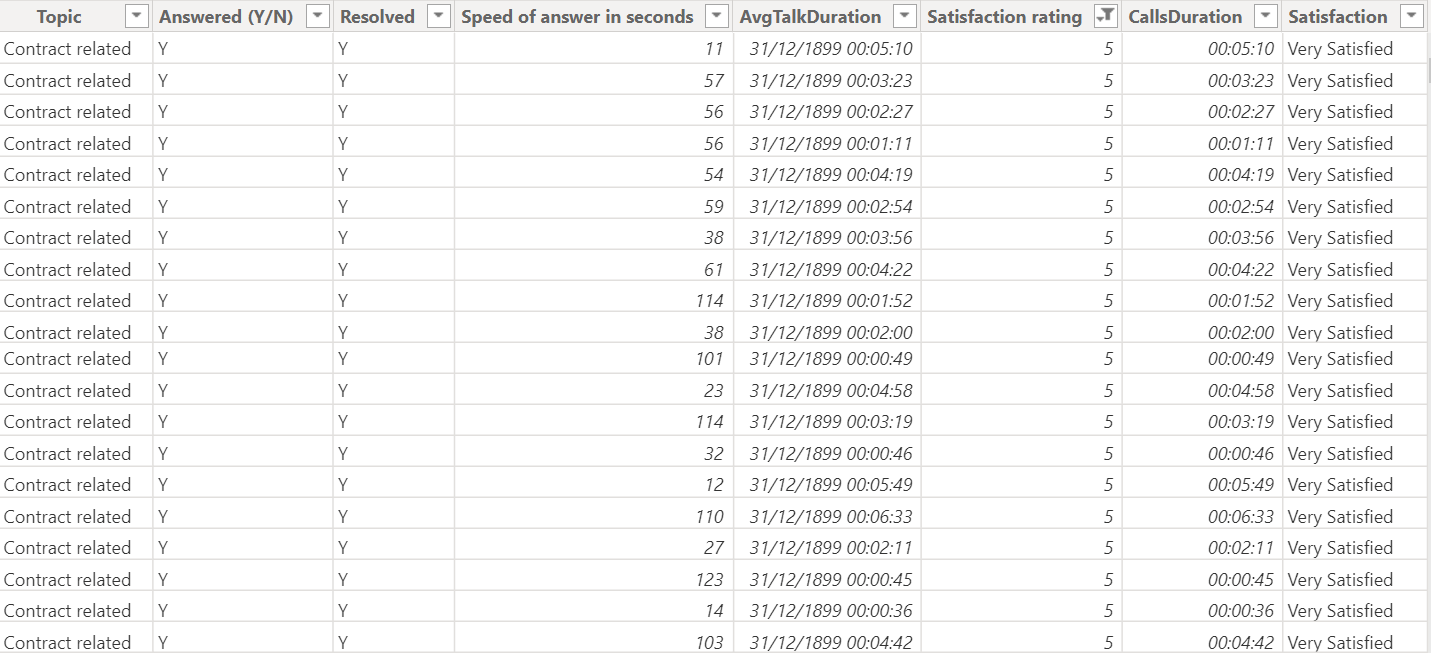 Topic Answered (Y/N) Resolved Speed of answer in seconds AvgTalkDuration Satisfaction rating CallsDuration Satisfaction
Contract related Y Y 11 31/12/1899 00:05:10 5 00:05:10 Very Satisfied
Contract related Y Y 57 31/12/1899 00:03:23 5 00:03:23 Very Satisfied
Contract related Y Y 56 31/12/1899 00:02:27 5 00:02:27 Very Satisfied
Contract related Y Y 56 31/12/1899 00:01:11 5 00:01:11 Very Satisfied
Contract related Y Y 54 31/12/1899 00:04:19 5 00:04:19 Very Satisfied
Contract related Y Y 59 31/12/1899 00:02:54 5 00:02:54 Very Satisfied
Contract related Y Y 38 31/12/1899 00:03:56 5 00:03:56 Very Satisfied
Contract related Y Y 61 31/12/1899 00:04:22 5 00:04:22 Very Satisfied
Contract related Y Y 114 31/12/1899 00:01:52 5 00:01:52 Very Satisfied
Contract related Y Y 38 31/12/1899 00:02:00 5 00:02:00 Very Satisfied
Contract related Y Y 101 31/12/1899 00:00:49 5 00:00:49 Very Satisfied
Contract related Y Y 23 31/12/1899 00:04:58 5 00:04:58 Very Satisfied
Contract related Y Y 114 31/12/1899 00:03:19 5 00:03:19 Very Satisfied
Contract related Y Y 32 31/12/1899 00:00:46 5 00:00:46 Very Satisfied
Contract related Y Y 12 31/12/1899 00:05:49 5 00:05:49 Very Satisfied
Contract related Y Y 110 31/12/1899 00:06:33 5 00:06:33 Very Satisfied
Contract related Y Y 27 31/12/1899 00:02:11 5 00:02:11 Very Satisfied
Contract related Y Y 123 31/12/1899 00:00:45 5 00:00:45 Very Satisfied
Contract related Y Y 14 31/12/1899 00:00:36 5 00:00:36 Very Satisfied
Contract related Y Y 103 31/12/1899 00:04:42 5 00:04:42 Very Satisfied